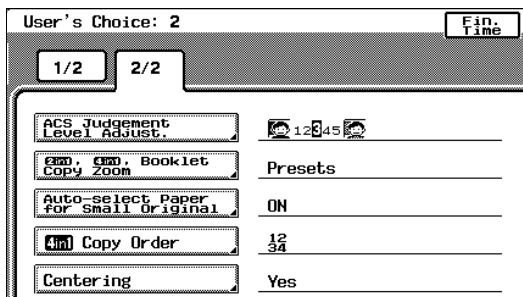 User's Choice: 2
Fin.
Time
1/2
2/2
ACS Judgement
Level Adjust.
12345
2in1, 4in1, Booklet
Copy Zoom
Presets
Auto-select Paper
for Small Original
ON
4in1 Copy Order
12
34
Centering
Yes